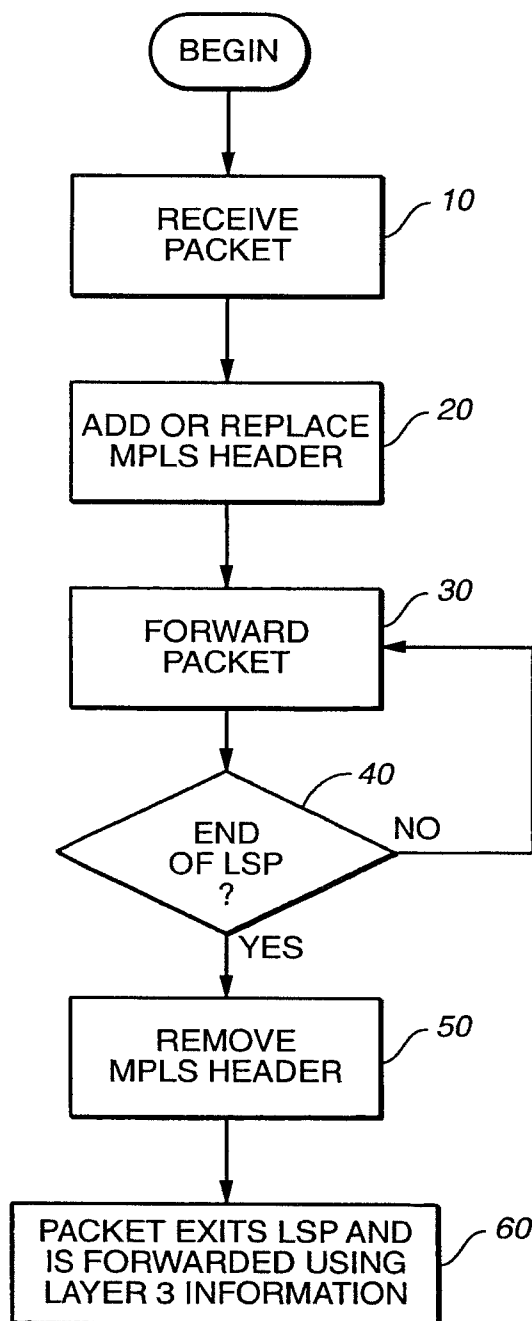 BEGIN
10
RECEIVE
PACKET
20
ADD OR REPLACE
MPLS HEADER
30
FORWARD
PACKET
40
END
OF LSP
?
NO
YES
50
REMOVE
MPLS HEADER
60
PACKET EXITS LSP AND
IS FORWARDED USING
LAYER 3 INFORMATION